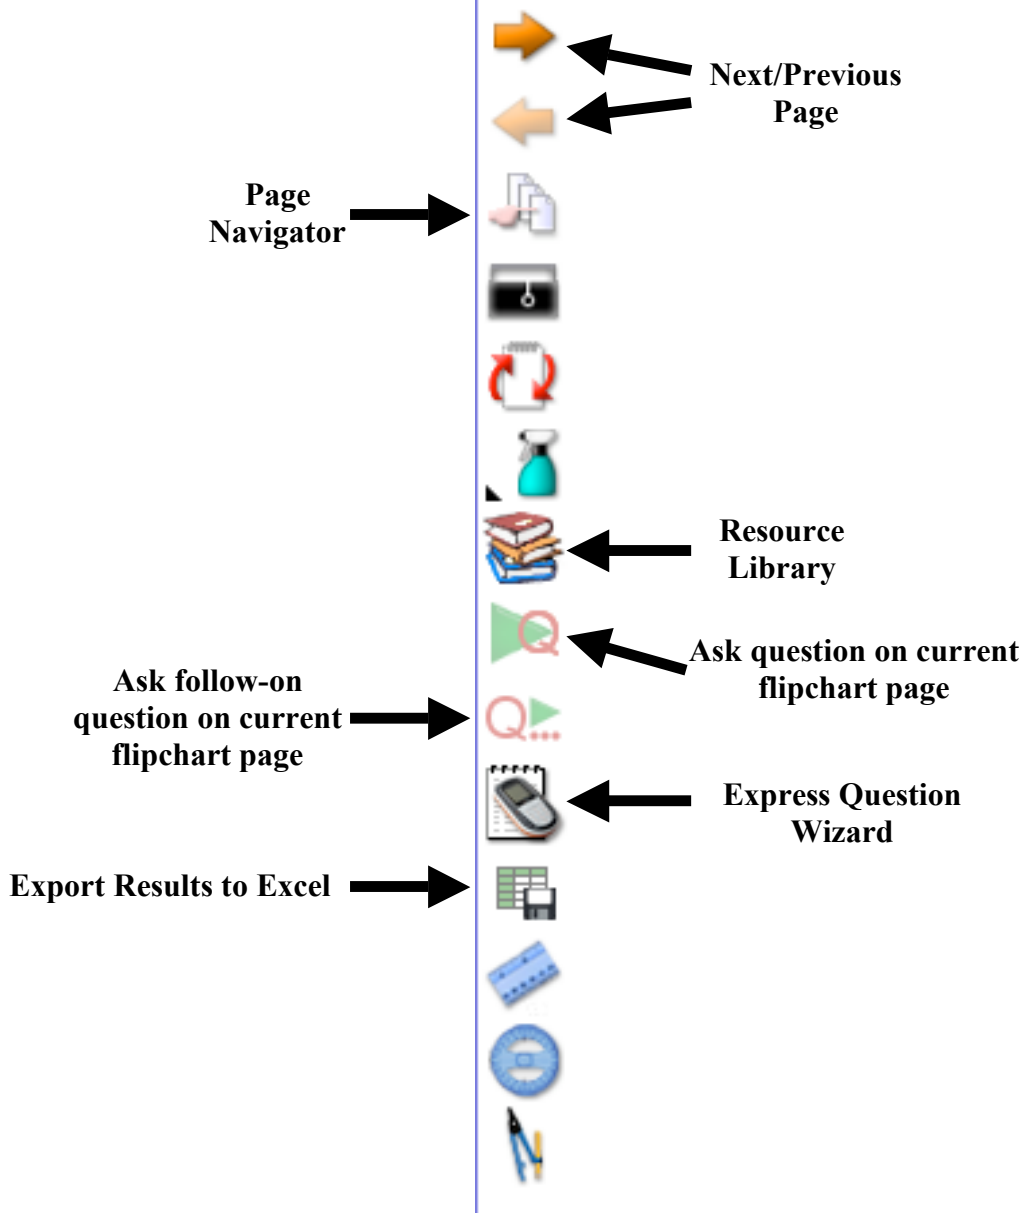 Next/Previous
Page
Page
Navigator
Resource
Library
Ask question on current
flipchart page
Ask follow-on
question on current
flipchart page
Express Question
Wizard
Export Results to Excel